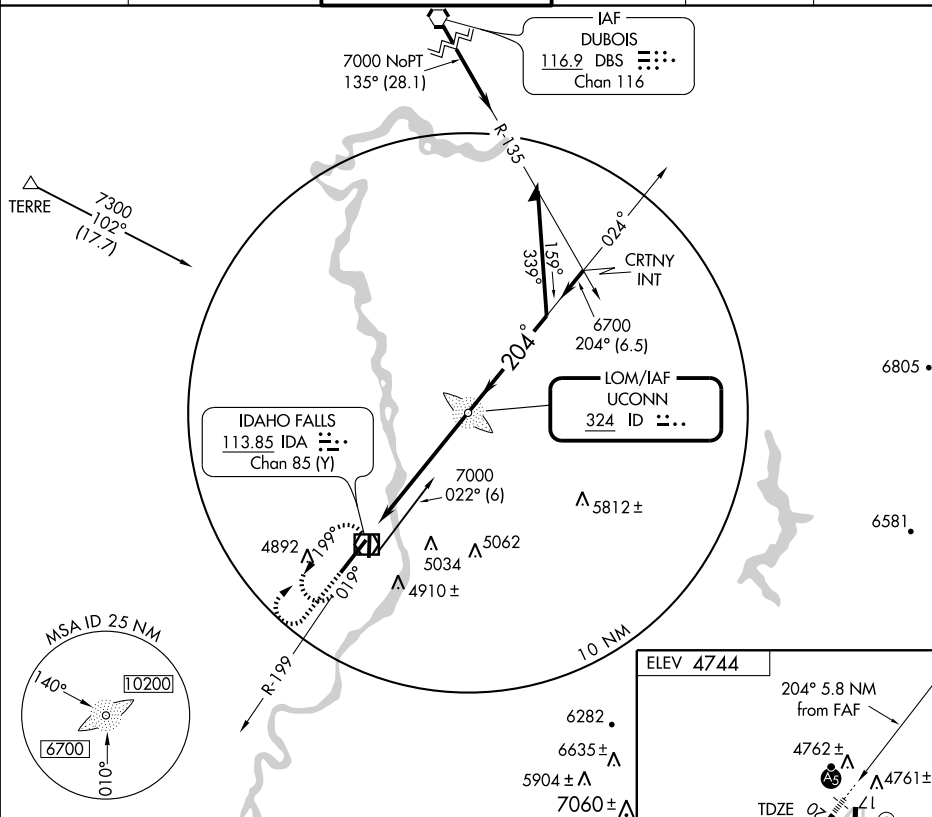 IAF
DUBOIS
116.9 DBS
Chan 116
7000 NoPT
135° (28.1)
R-135
TERRE
7300
102°
(17.7)
024°
CRTNY
INT
159°
339°
6700
204° (6.5)
204°
6805
LOM/IAF
UCONN
324 ID
IDAHO FALLS
113.85 IDA
Chan 85 (Y)
7000
022° (6)
5812 ±
6581
4892
199°
5034
5062
019°
4910 ±
10 NM
R-199
MSA ID 25 NM
140°
10200
6700
010°
6282
6635 ±
5904 ±
7060 ±
ELEV 4744
204° 5.8 NM
from FAF
4762 ±
A5
4761±
TDZE
20
17